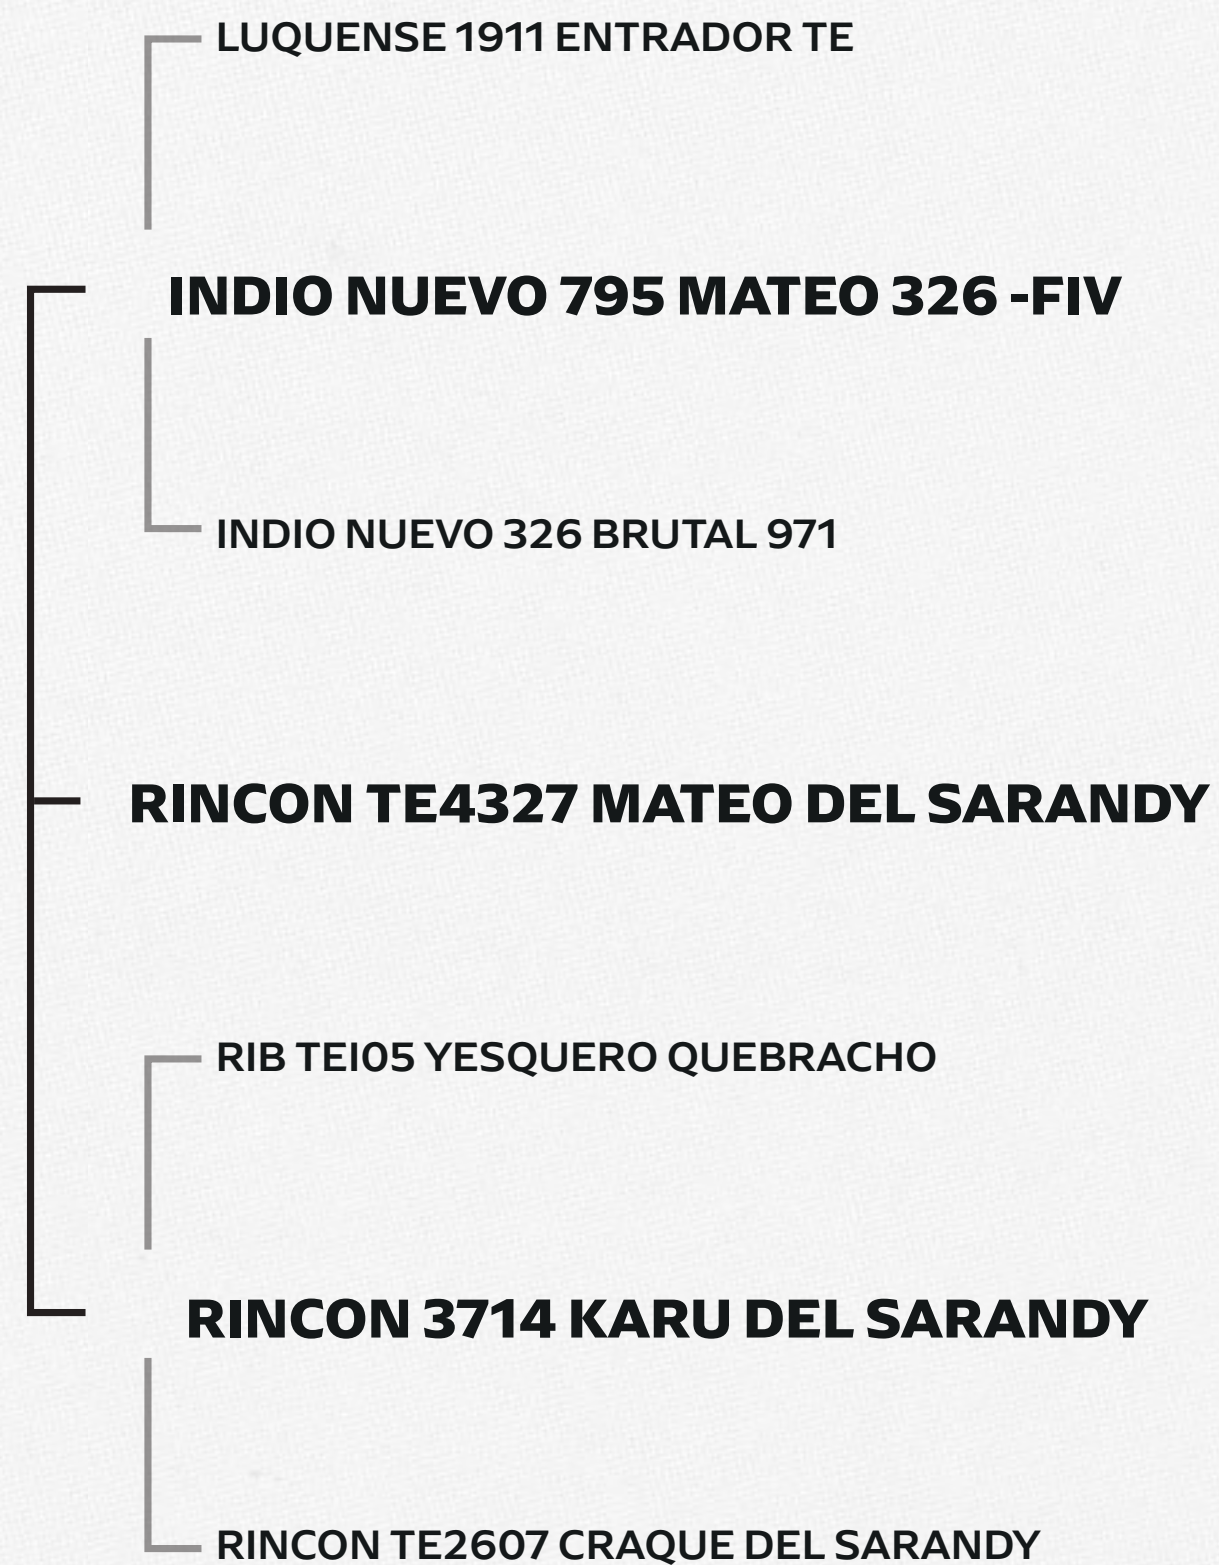 LUQUENSE 1911 ENTRADOR TE
INDIO NUEVO 795 MATEO 326 -FIV
INDIO NUEVO 326 BRUTAL 971
RINCON TE4327 MATEO DEL SARANDY
RIB TEI05 YESQUERO QUEBRACHO
RINCON 3714 KARU DEL SARANDY
RINCON TE2607 CRAQUE DEL SARANDY